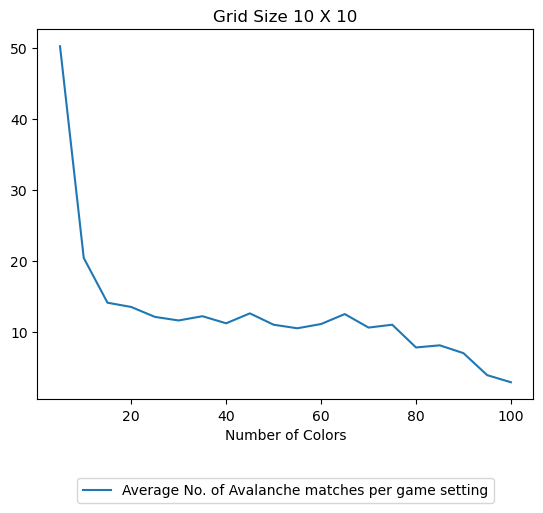 Grid Size 10 X 10
50
40
30
20
10
20 40 60 80 100
Number of Colors
Average No. of Avalanche matches per game setting